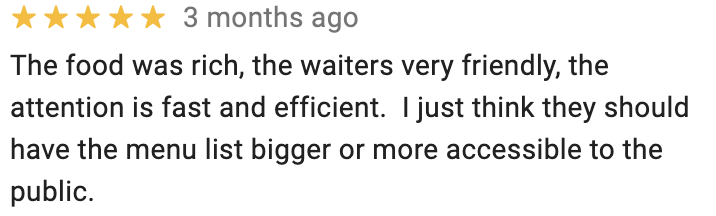 3 months ago
The food was rich, the waiters very friendly, the
attention is fast and efficient.  I just think they should
have the menu list bigger or more accessible to the
public.